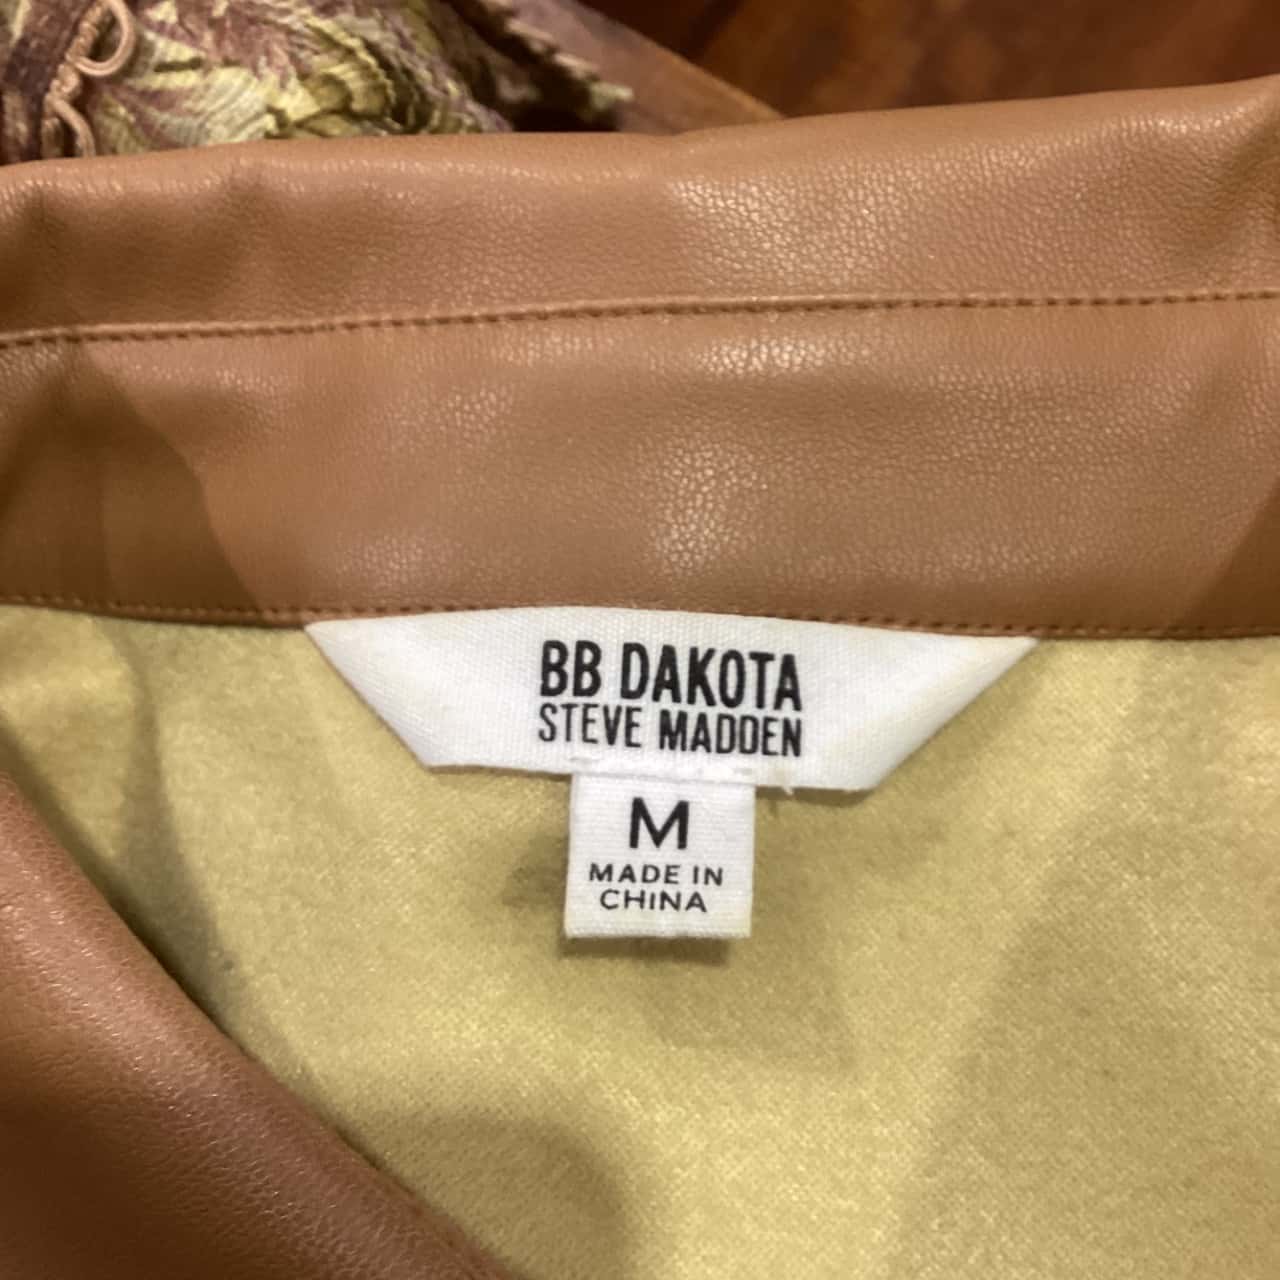 BB DAKOTA
STEVE MADDEN
M
MADE IN
CHINA